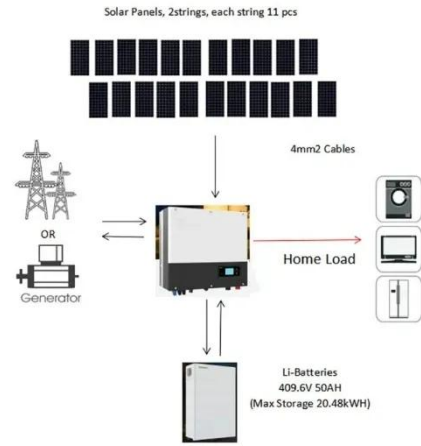 Solar Panels, 2strings, each string 11 pcs
4mm2 Cables
OR
Generator
Home Load
Li-Batteries
409.6V 50AH
(Max Storage 20.48kWH)